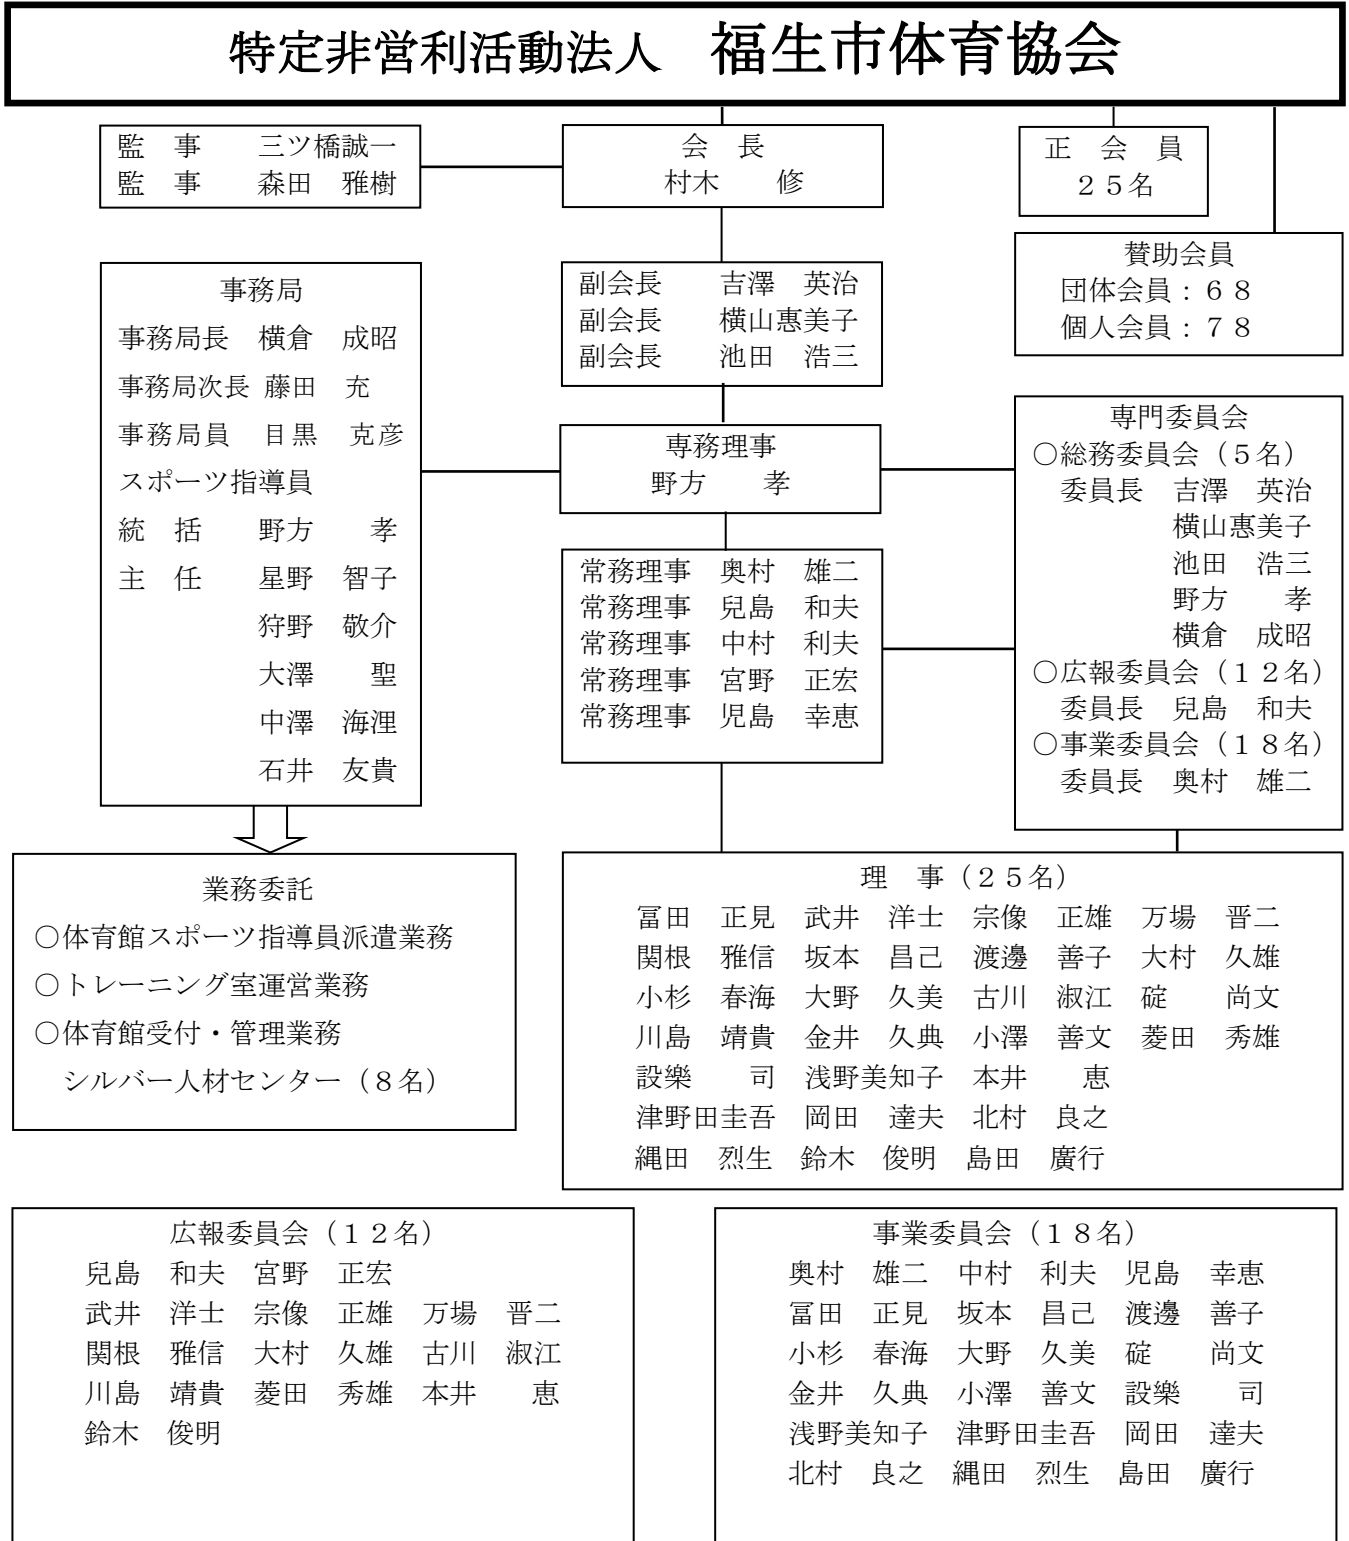 特定非営利活動法人　福生市体育協会
監　事　　三ツ橋誠一
監　事　　森田　雅樹
会　長
村木　　修
正　会　員
２５名
賛助会員
団体会員：６８
個人会員：７８
事務局
事務局長　横倉　成昭
事務局次長 藤田　充
事務局員　目黒　克彦
スポーツ指導員
統　括　　野方　　孝
主　任　　星野　智子
狩野　敬介
大澤　　聖
中澤　海浬
石井　友貴
副会長　　吉澤　英治
副会長　　横山惠美子
副会長　　池田　浩三
専務理事
野方　　孝
常務理事　奥村　雄二
常務理事　兒島　和夫
常務理事　中村　利夫
常務理事　宮野　正宏
常務理事　児島　幸恵
専門委員会
○総務委員会（５名）
委員長　吉澤　英治
横山惠美子
池田　浩三
野方　　孝
横倉　成昭
○広報委員会（１２名）
委員長　兒島　和夫
○事業委員会（１８名）
委員長　奥村　雄二
業務委託
○体育館スポーツ指導員派遣業務
○トレーニング室運営業務
○体育館受付・管理業務
シルバー人材センター（８名）
理　事（２５名）
冨田　正見　武井　洋士　宗像　正雄　万場　晋二
関根　雅信　坂本　昌己　渡邊　善子　大村　久雄
小杉　春海　大野　久美　古川　淑江　碇　　尚文
川島　靖貴　金井　久典　小澤　善文　菱田　秀雄
設樂　　司　浅野美知子　本井　　恵
津野田圭吾　岡田　達夫　北村　良之
縄田　烈生　鈴木　俊明　島田　廣行
広報委員会（１２名）
兒島　和夫　宮野　正宏
武井　洋士　宗像　正雄　万場　晋二
関根　雅信　大村　久雄　古川　淑江
川島　靖貴　菱田　秀雄　本井　　恵
鈴木　俊明
事業委員会（１８名）
奥村　雄二　中村　利夫　児島　幸恵
冨田　正見　坂本　昌己　渡邊　善子
小杉　春海　大野　久美　碇　　尚文
金井　久典　小澤　善文　設樂　　司
浅野美知子　津野田圭吾　岡田　達夫
北村　良之　縄田　烈生　島田　廣行